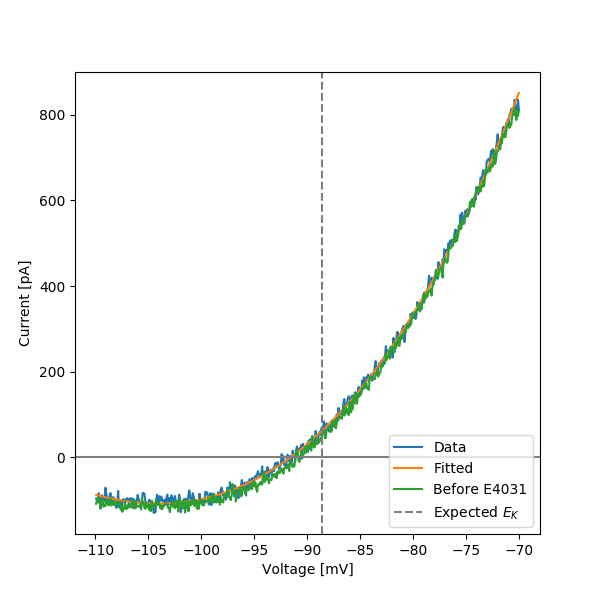 800
600
400
200
0
Current [pA]
Data
Fitted
Before E4031
Expected E_K
−110 −105 −100 −95 −90 −85 −80 −75 −70
Voltage [mV]